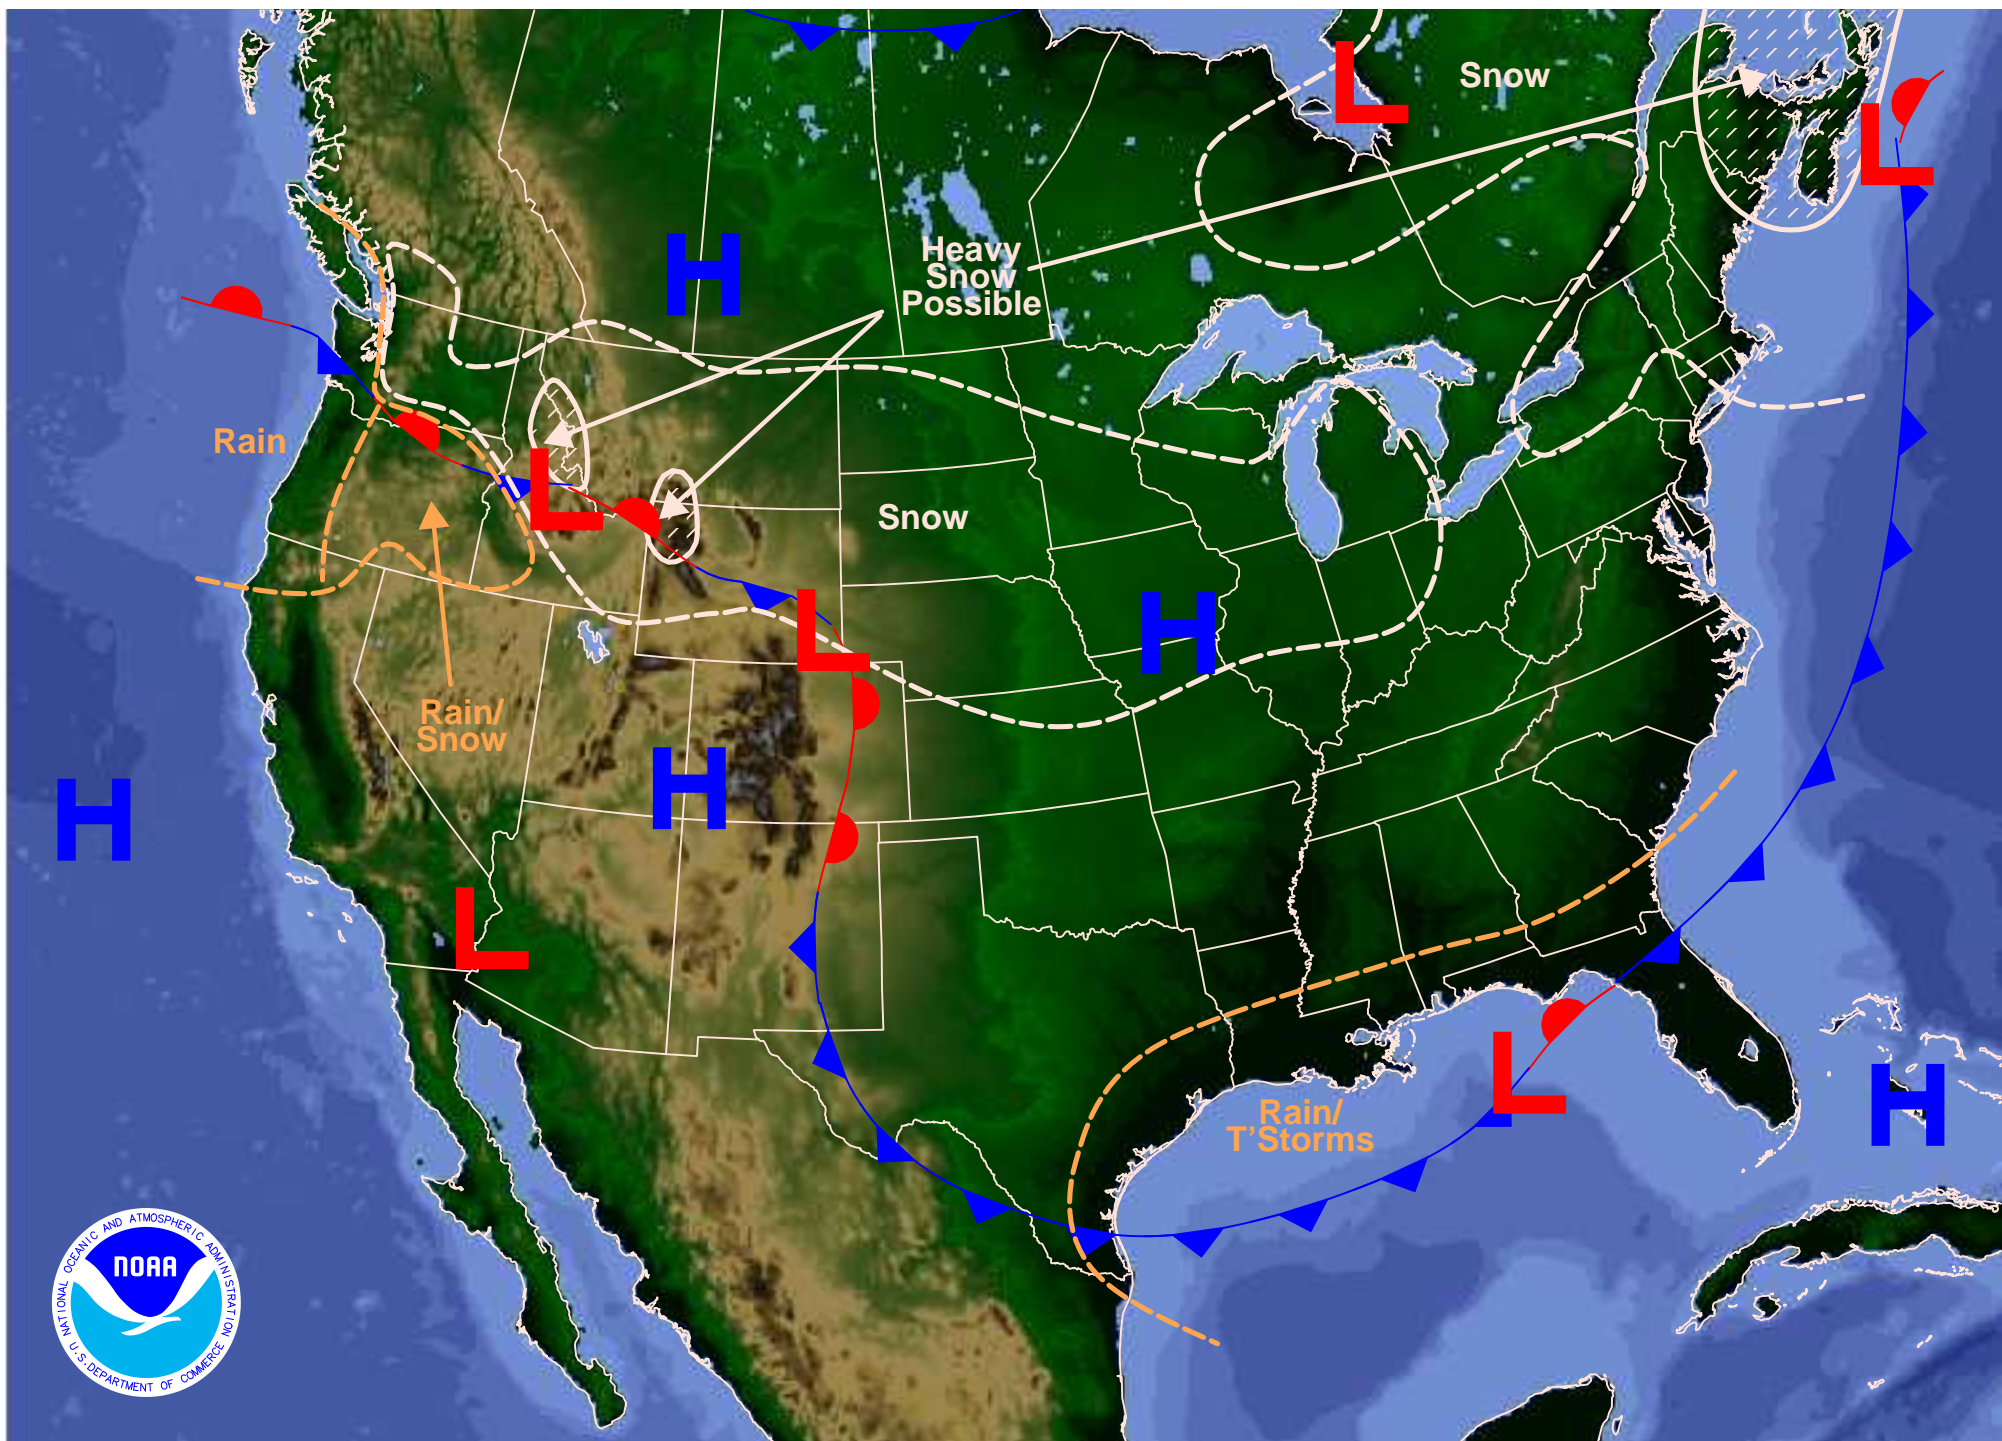 Snow
L
L
Heavy
Snow
Possible
H
Rain
L
Snow
L
H
Rain/
Snow
H
H
L
L
Rain/
T'Storms
H
NATIONAL OCEANIC AND ATMOSPHERIC ADMINISTRATION
NOAA
U.S. DEPARTMENT OF COMMERCE